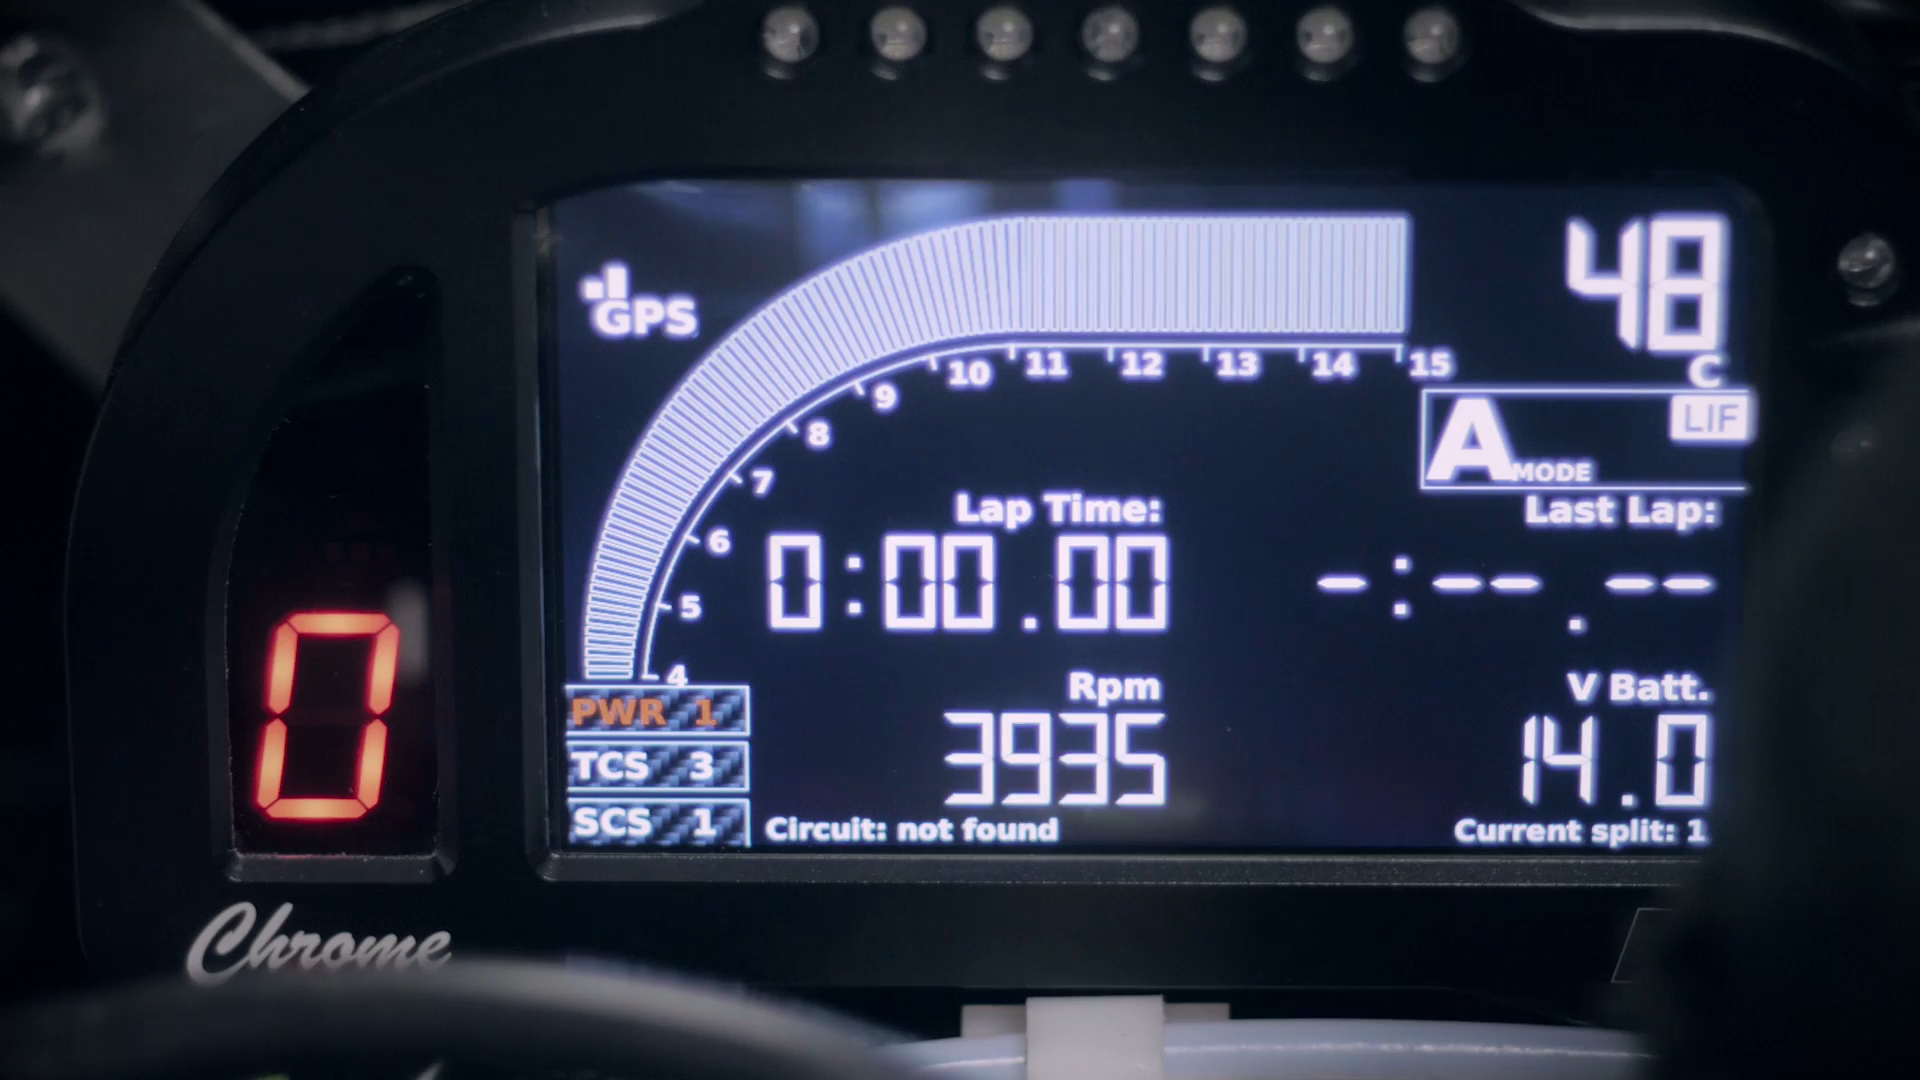 GPS
48
C
4 5 6 7 8 9 10 11 12 13 14 15
LIF
A MODE
Lap Time:
0:00.00
Last Lap:
-:--.--
PWR 1
TCS 3
SCS 1
Rpm
3935
V Batt.
14.0
Circuit: not found
Current split: 1
0
Chrome